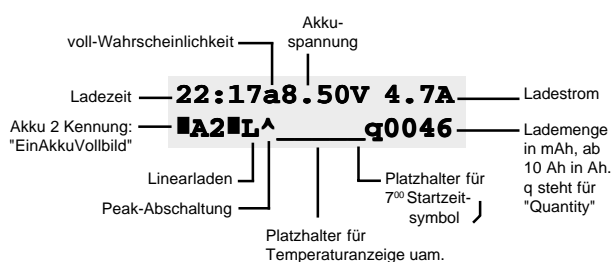 Akku-
spannung
voll-Wahrscheinlichkeit
Ladezeit
22:17a8.50V 4.7A
Ladestrom
Akku 2 Kennung:
"EinAkkuVollbild"
■A2■L^______q0046
Lademenge
in mAh, ab
10 Ah in Ah.
q steht für
"Quantity"
Linearladen
Peak-Abschaltung
Platzhalter für
7⁰⁰ Startzeit-
symbol
Platzhalter für
Temperaturanzeige uam.